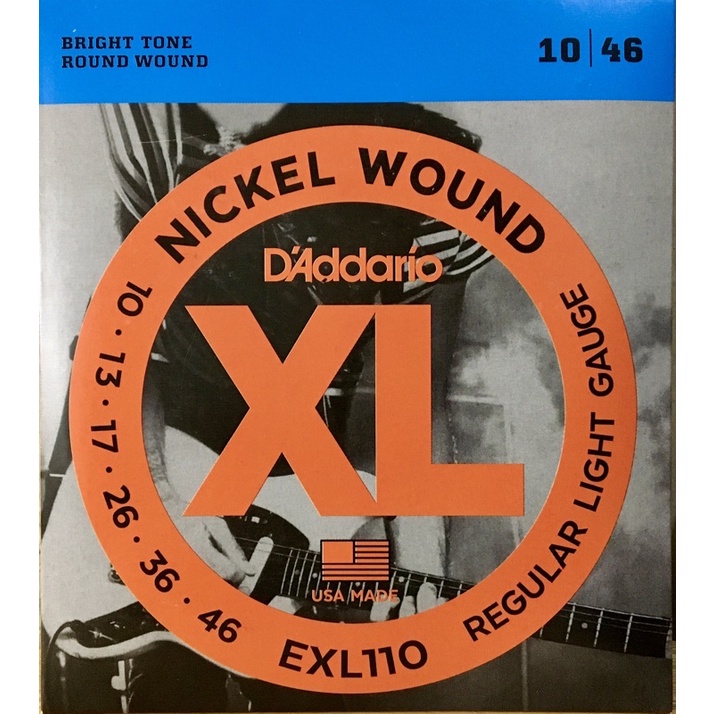 BRIGHT TONE
ROUND WOUND
10|46
NICKEL WOUND
D'Addario
XL
10 · 13 · 17 · 26 · 36 · 46
USA MADE
EXL110
REGULAR LIGHT GAUGE